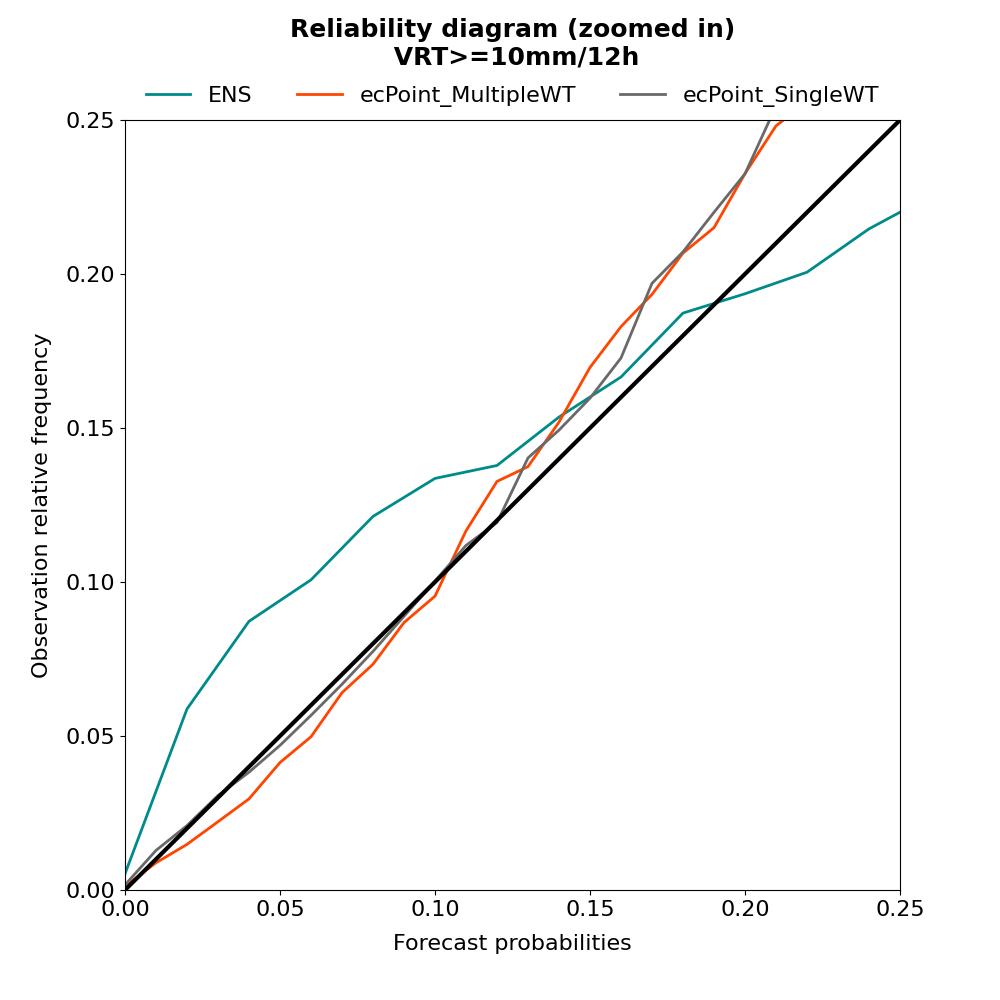 Reliability diagram (zoomed in)
VRT>=10mm/12h
ENS ecPoint_MultipleWT ecPoint_SingleWT
0.25
0.20
0.15
0.10
0.05
0.00
Observation relative frequency
0.00 0.05 0.10 0.15 0.20 0.25
Forecast probabilities